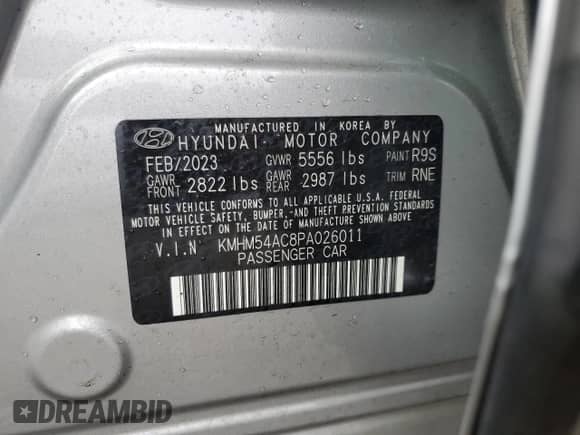 MANUFACTURED IN KOREA BY
HYUNDAI MOTOR COMPANY
FEB/2023 GVWR 5556 lbs PAINT R9S
GAWR FRONT 2822 lbs GAWR REAR 2987 lbs TRIM RNE
THIS VEHICLE CONFORMS TO ALL APPLICABLE U.S.A. FEDERAL
MOTOR VEHICLE SAFETY, BUMPER, AND THEFT PREVENTION
STANDARDS IN EFFECT ON THE DATE OF MANUFACTURE SHOWN ABOVE.
V.I.N KMHM54AC8PA026011
PASSENGER CAR
DREAMBID